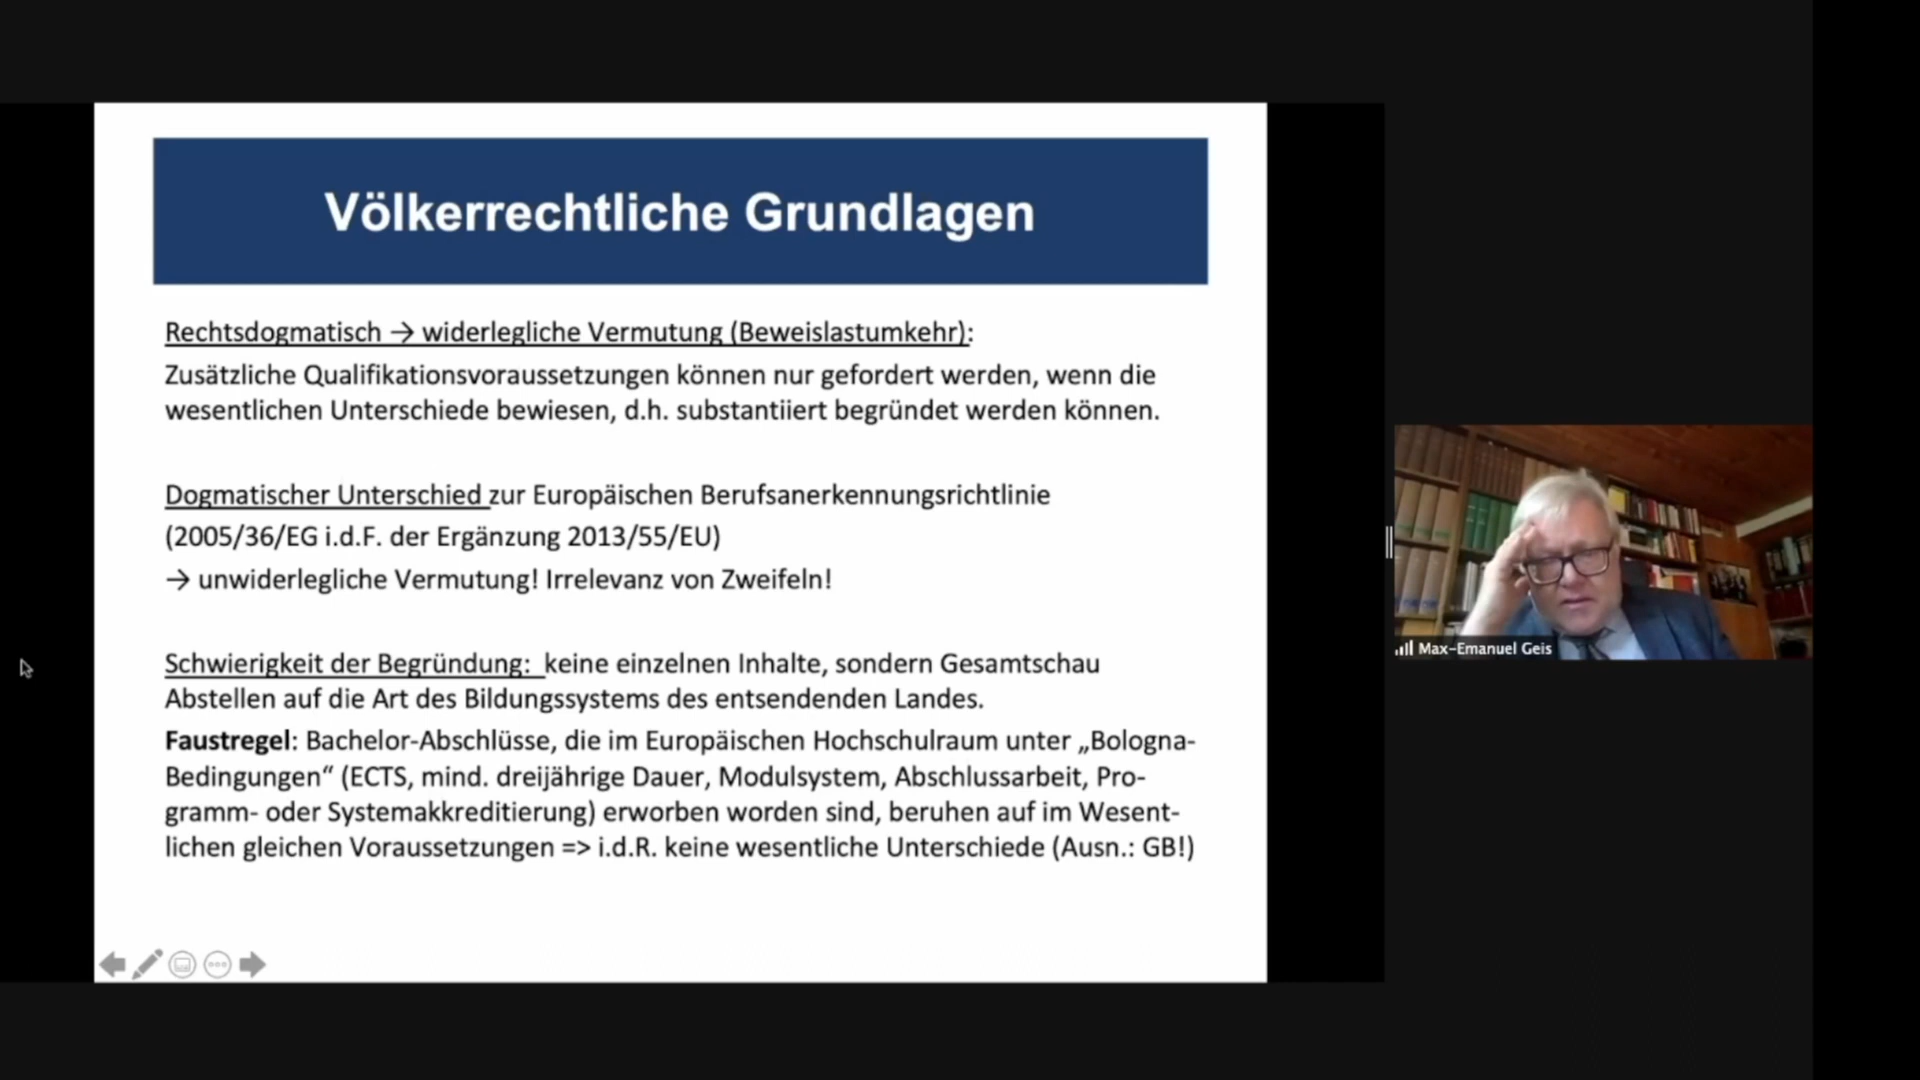 Völkerrechtliche Grundlagen
Rechtsdogmatisch → widerlegliche Vermutung (Beweislastumkehr):
Zusätzliche Qualifikationsvoraussetzungen können nur gefordert werden, wenn die
wesentlichen Unterschiede bewiesen, d.h. substantiiert begründet werden können.
Dogmatischer Unterschied zur Europäischen Berufsanerkennungsrichtlinie
(2005/36/EG i.d.F. der Ergänzung 2013/55/EU)
→ unwiderlegliche Vermutung! Irrelevanz von Zweifeln!
Schwierigkeit der Begründung: keine einzelnen Inhalte, sondern Gesamtschau
Abstellen auf die Art des Bildungssystems des entsendenden Landes.
Faustregel: Bachelor-Abschlüsse, die im Europäischen Hochschulraum unter „Bologna-
Bedingungen“ (ECTS, mind. dreijährige Dauer, Modulsystem, Abschlussarbeit, Pro-
gramm- oder Systemakkreditierung) erworben worden sind, beruhen auf im Wesent-
lichen gleichen Voraussetzungen => i.d.R. keine wesentliche Unterschiede (Ausn.: GB!)
Max-Emanuel Geis